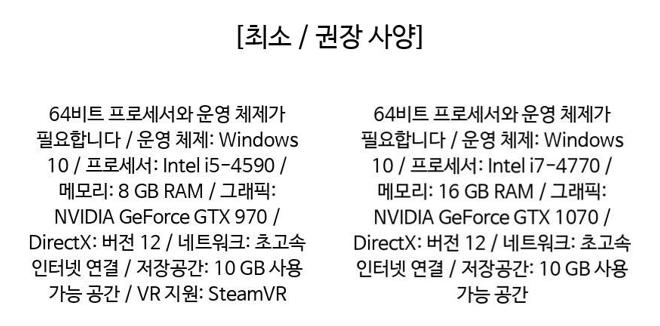 [최소 / 권장 사양]
64비트 프로세서와 운영 체제가
필요합니다 / 운영 체제: Windows
10 / 프로세서: Intel i5-4590 /
메모리: 8 GB RAM / 그래픽:
NVIDIA GeForce GTX 970 /
DirectX: 버전 12 / 네트워크: 초고속
인터넷 연결 / 저장공간: 10 GB 사용
가능 공간 / VR 지원: SteamVR
64비트 프로세서와 운영 체제가
필요합니다 / 운영 체제: Windows
10 / 프로세서: Intel i7-4770 /
메모리: 16 GB RAM / 그래픽:
NVIDIA GeForce GTX 1070 /
DirectX: 버전 12 / 네트워크: 초고속
인터넷 연결 / 저장공간: 10 GB 사용
가능 공간